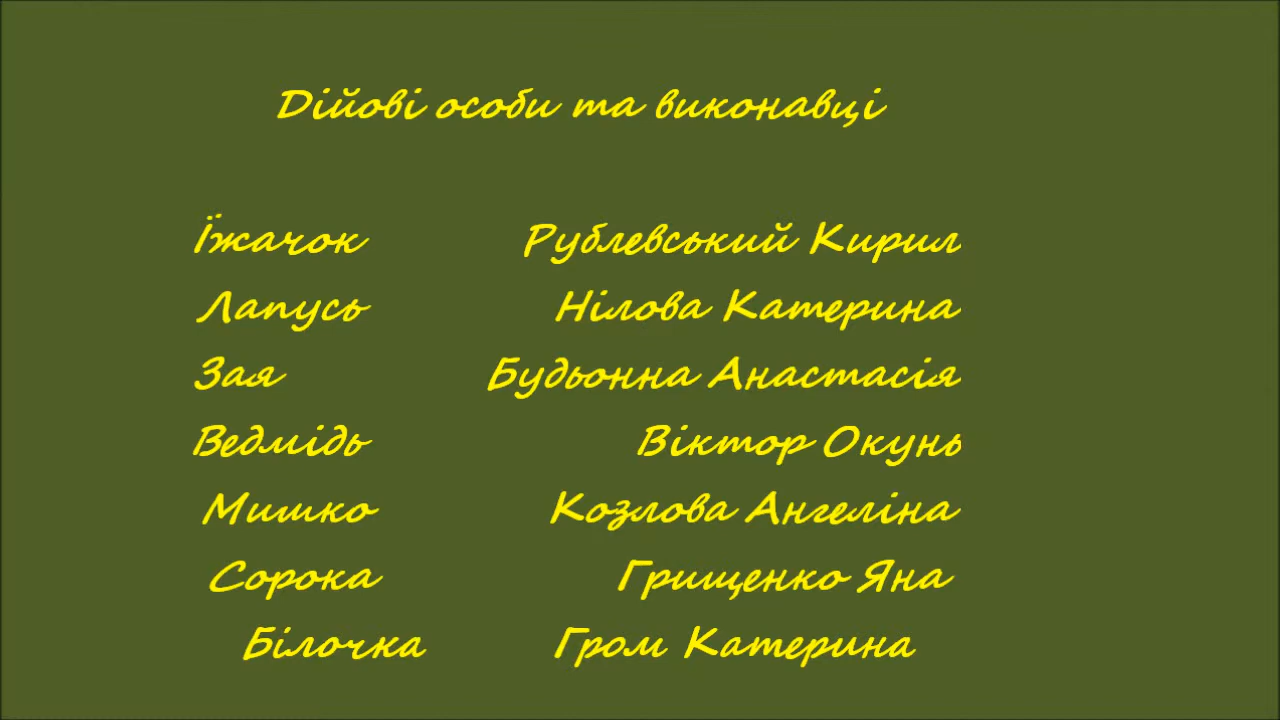 Дійові особи та виконавці
Їжачок Рублевський Кирил
Лапусь Нілова Катерина
Зая Будьонна Анастасія
Ведмідь Віктор Окунь
Мишко Козлова Ангеліна
Сорока Грищенко Яна
Білочка Гром Катерина